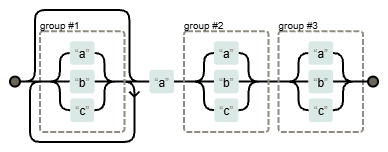 group #1
group #2
group #3
“a”
“b”
“c”
“a”
“a”
“b”
“c”
“a”
“b”
“c”